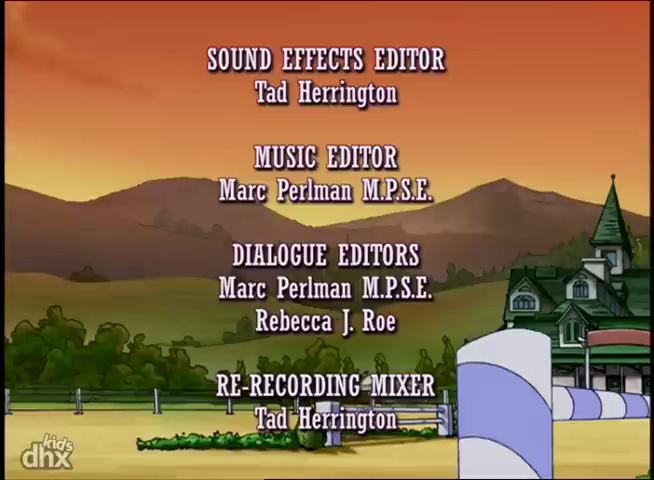 SOUND EFFECTS EDITOR
Tad Herrington
MUSIC EDITOR
Marc Perlman M.P.S.E.
DIALOGUE EDITORS
Marc Perlman M.P.S.E.
Rebecca J. Roe
RE-RECORDING MIXER
Tad Herrington
kids
dhx